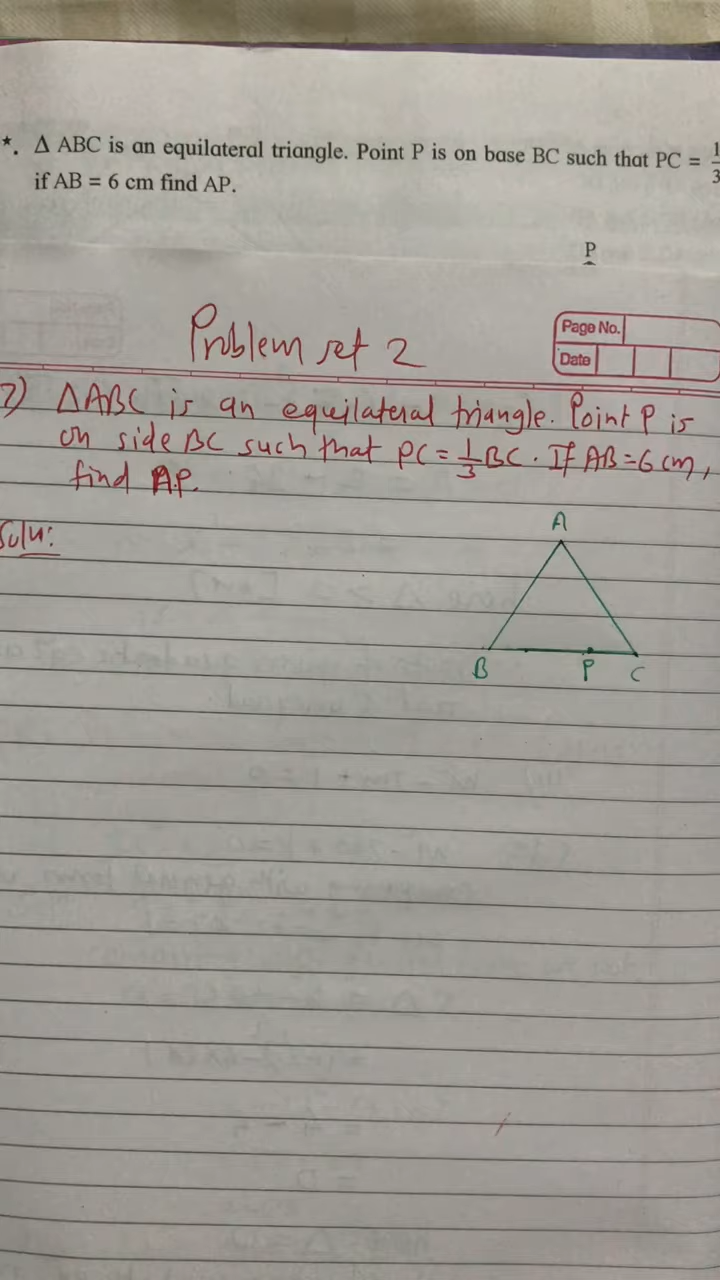 ★. Δ ABC is an equilateral triangle. Point P is on base BC such that PC = 1/3
if AB = 6 cm find AP.
P
Problem set 2
Page No.
Date
7) ΔABC is an equilateral triangle. Point P is
on side BC such that PC = 1/3 BC. If AB = 6 cm,
find AP.
Soln:
A
B P C